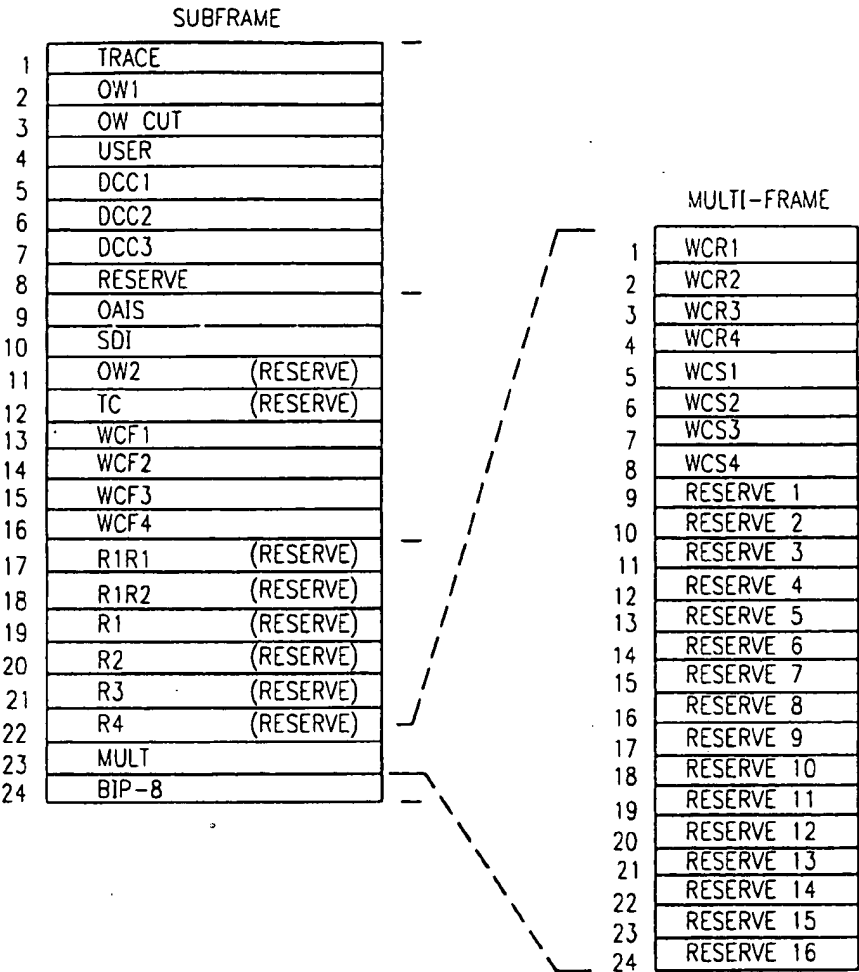 SUBFRAME
1 TRACE
2 OW1
3 OW CUT
4 USER
5 DCC1
6 DCC2
7 DCC3
8 RESERVE
9 OAIS
10 SDI
11 OW2 (RESERVE)
12 TC (RESERVE)
13 WCF1
14 WCF2
15 WCF3
16 WCF4
17 R1R1 (RESERVE)
18 R1R2 (RESERVE)
19 R1 (RESERVE)
20 R2 (RESERVE)
21 R3 (RESERVE)
22 R4 (RESERVE)
23 MULT
24 BIP-8
MULTI-FRAME
1 WCR1
2 WCR2
3 WCR3
4 WCR4
5 WCS1
6 WCS2
7 WCS3
8 WCS4
9 RESERVE 1
10 RESERVE 2
11 RESERVE 3
12 RESERVE 4
13 RESERVE 5
14 RESERVE 6
15 RESERVE 7
16 RESERVE 8
17 RESERVE 9
18 RESERVE 10
19 RESERVE 11
20 RESERVE 12
21 RESERVE 13
22 RESERVE 14
23 RESERVE 15
24 RESERVE 16